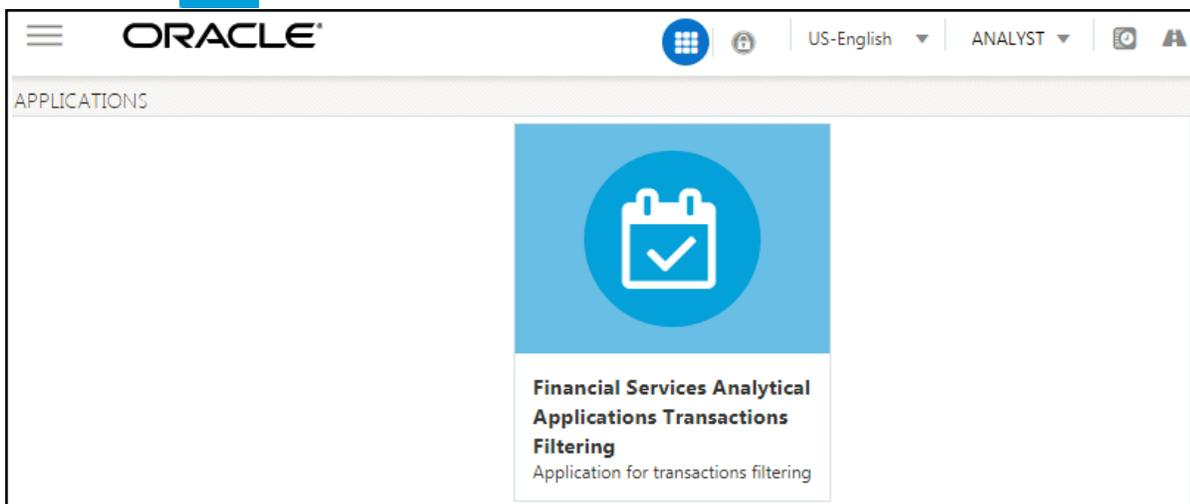 ORACLE®
US-English
ANALYST
APPLICATIONS
Financial Services Analytical
Applications Transactions
Filtering
Application for transactions filtering